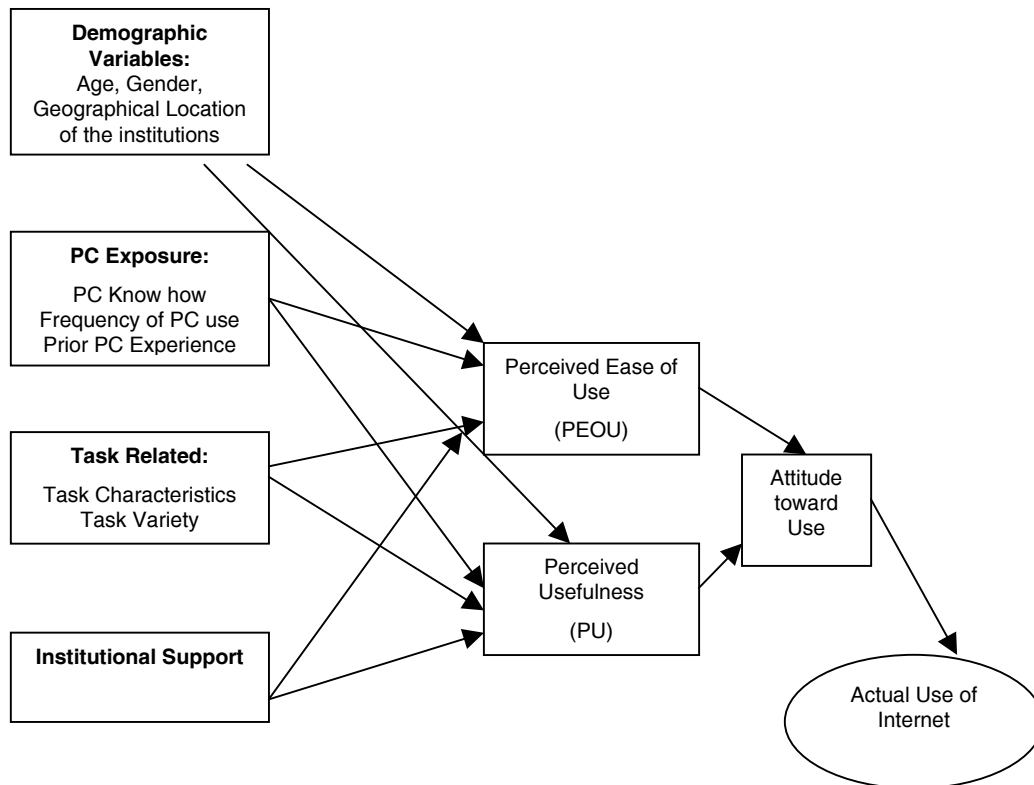 Demographic
Variables:
Age, Gender,
Geographical Location
of the institutions
PC Exposure:
PC Know how
Frequency of PC use
Prior PC Experience
Task Related:
Task Characteristics
Task Variety
Institutional Support
Perceived Ease of
Use
(PEOU)
Perceived
Usefulness
(PU)
Attitude
toward
Use
Actual Use of
Internet